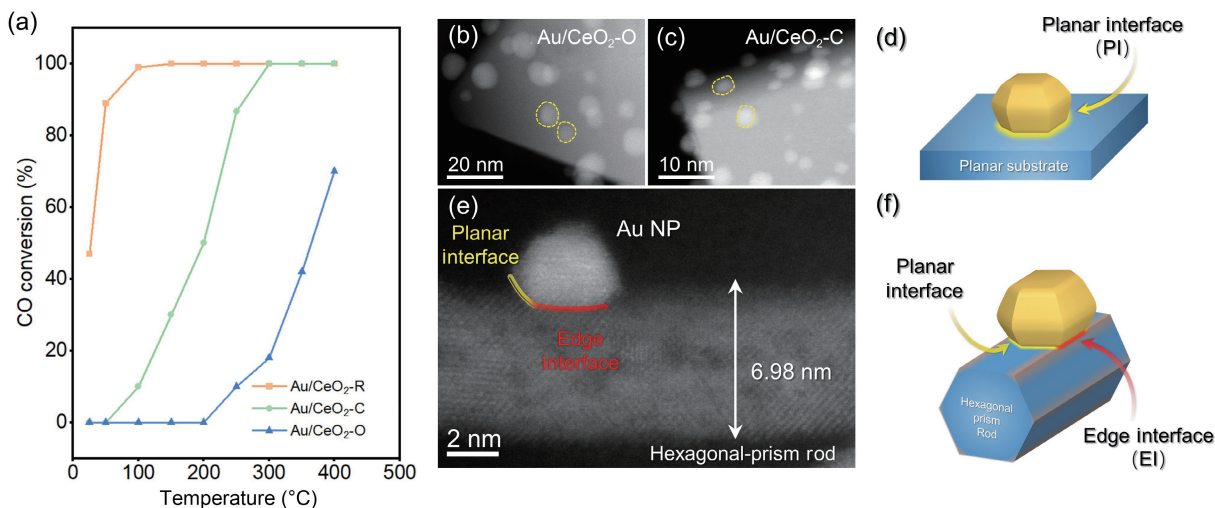 (a)
CO conversion (%)
100
80
60
40
20
0
0
100
200
300
400
500
Temperature (°C)
Au/CeO₂-R
Au/CeO₂-C
Au/CeO₂-O
(b)
Au/CeO₂-O
20 nm
(c)
Au/CeO₂-C
10 nm
(d)
Planar interface
(PI)
Planar substrate
(e)
Au NP
Planar
interface
Edge
Interface
6.98 nm
2 nm
Hexagonal-prism rod
(f)
Planar
interface
Hexagonal
prism
Rod
Edge interface
(EI)